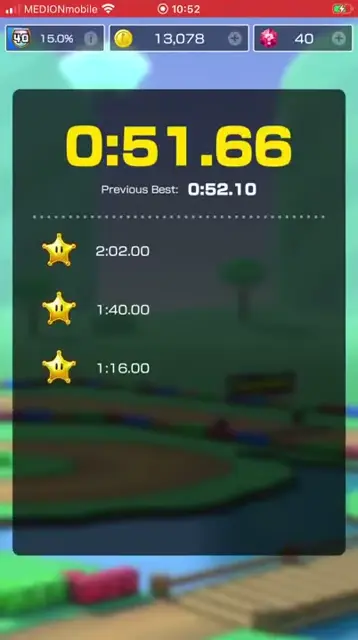 MEDIONmobile 10:52
40 15.0% i 13,078 + 40 +
0:51.66
Previous Best: 0:52.10
2:02.00
1:40.00
1:16.00